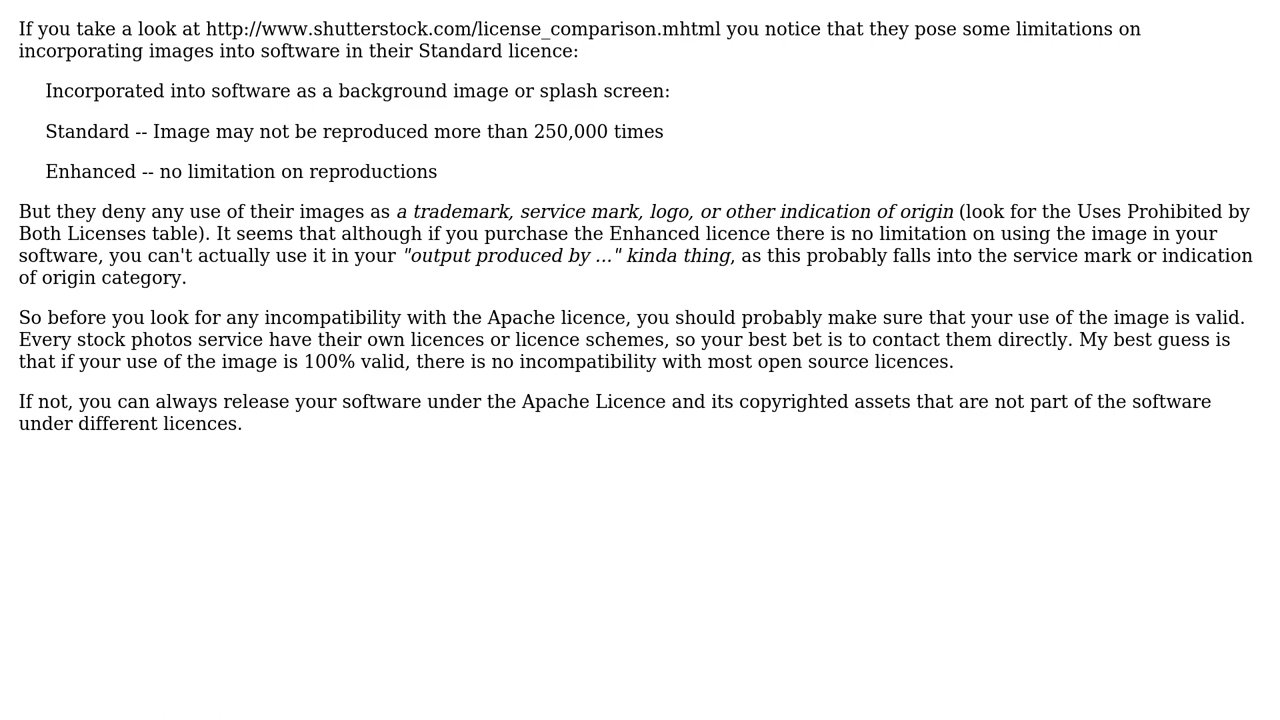 If you take a look at http://www.shutterstock.com/license_comparison.mhtml you notice that they pose some limitations on
incorporating images into software in their Standard licence:
Incorporated into software as a background image or splash screen:
Standard -- Image may not be reproduced more than 250,000 times
Enhanced -- no limitation on reproductions
But they deny any use of their images as a trademark, service mark, logo, or other indication of origin (look for the Uses Prohibited by
Both Licenses table). It seems that although if you purchase the Enhanced licence there is no limitation on using the image in your
software, you can't actually use it in your "output produced by ..." kinda thing, as this probably falls into the service mark or indication
of origin category.
So before you look for any incompatibility with the Apache licence, you should probably make sure that your use of the image is valid.
Every stock photos service have their own licences or licence schemes, so your best bet is to contact them directly. My best guess is
that if your use of the image is 100% valid, there is no incompatibility with most open source licences.
If not, you can always release your software under the Apache Licence and its copyrighted assets that are not part of the software
under different licences.